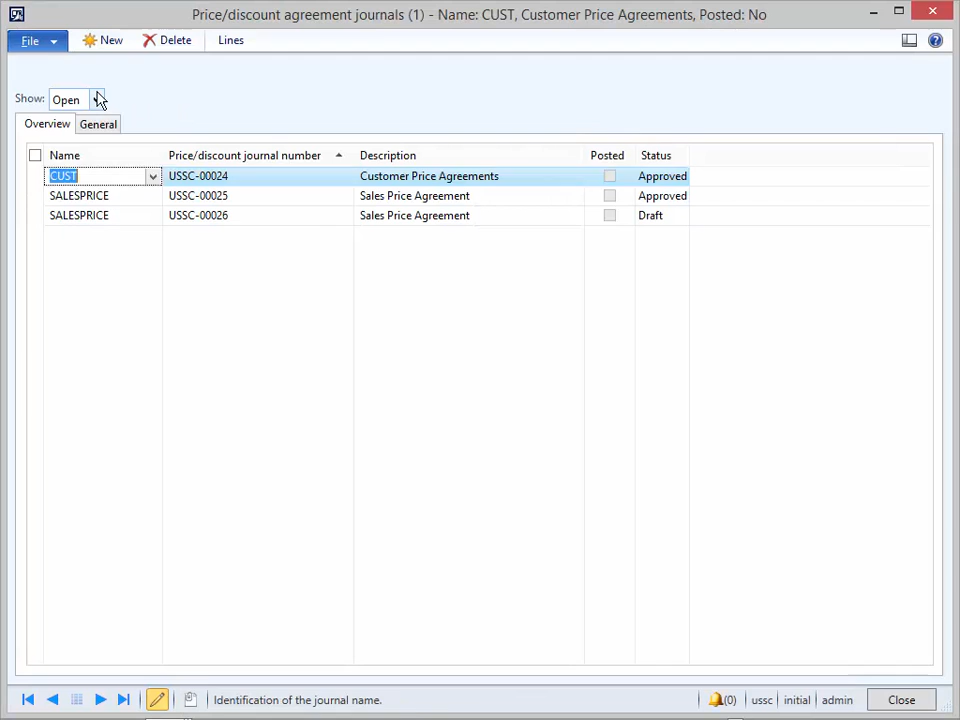 Price/discount agreement journals (1) - Name: CUST, Customer Price Agreements, Posted: No
File New Delete Lines
Show: Open
Overview General
Name Price/discount journal number Description Posted Status
CUST USSC-00024 Customer Price Agreements Approved
SALESPRICE USSC-00025 Sales Price Agreement Approved
SALESPRICE USSC-00026 Sales Price Agreement Draft
Identification of the journal name. (0) ussc initial admin Close